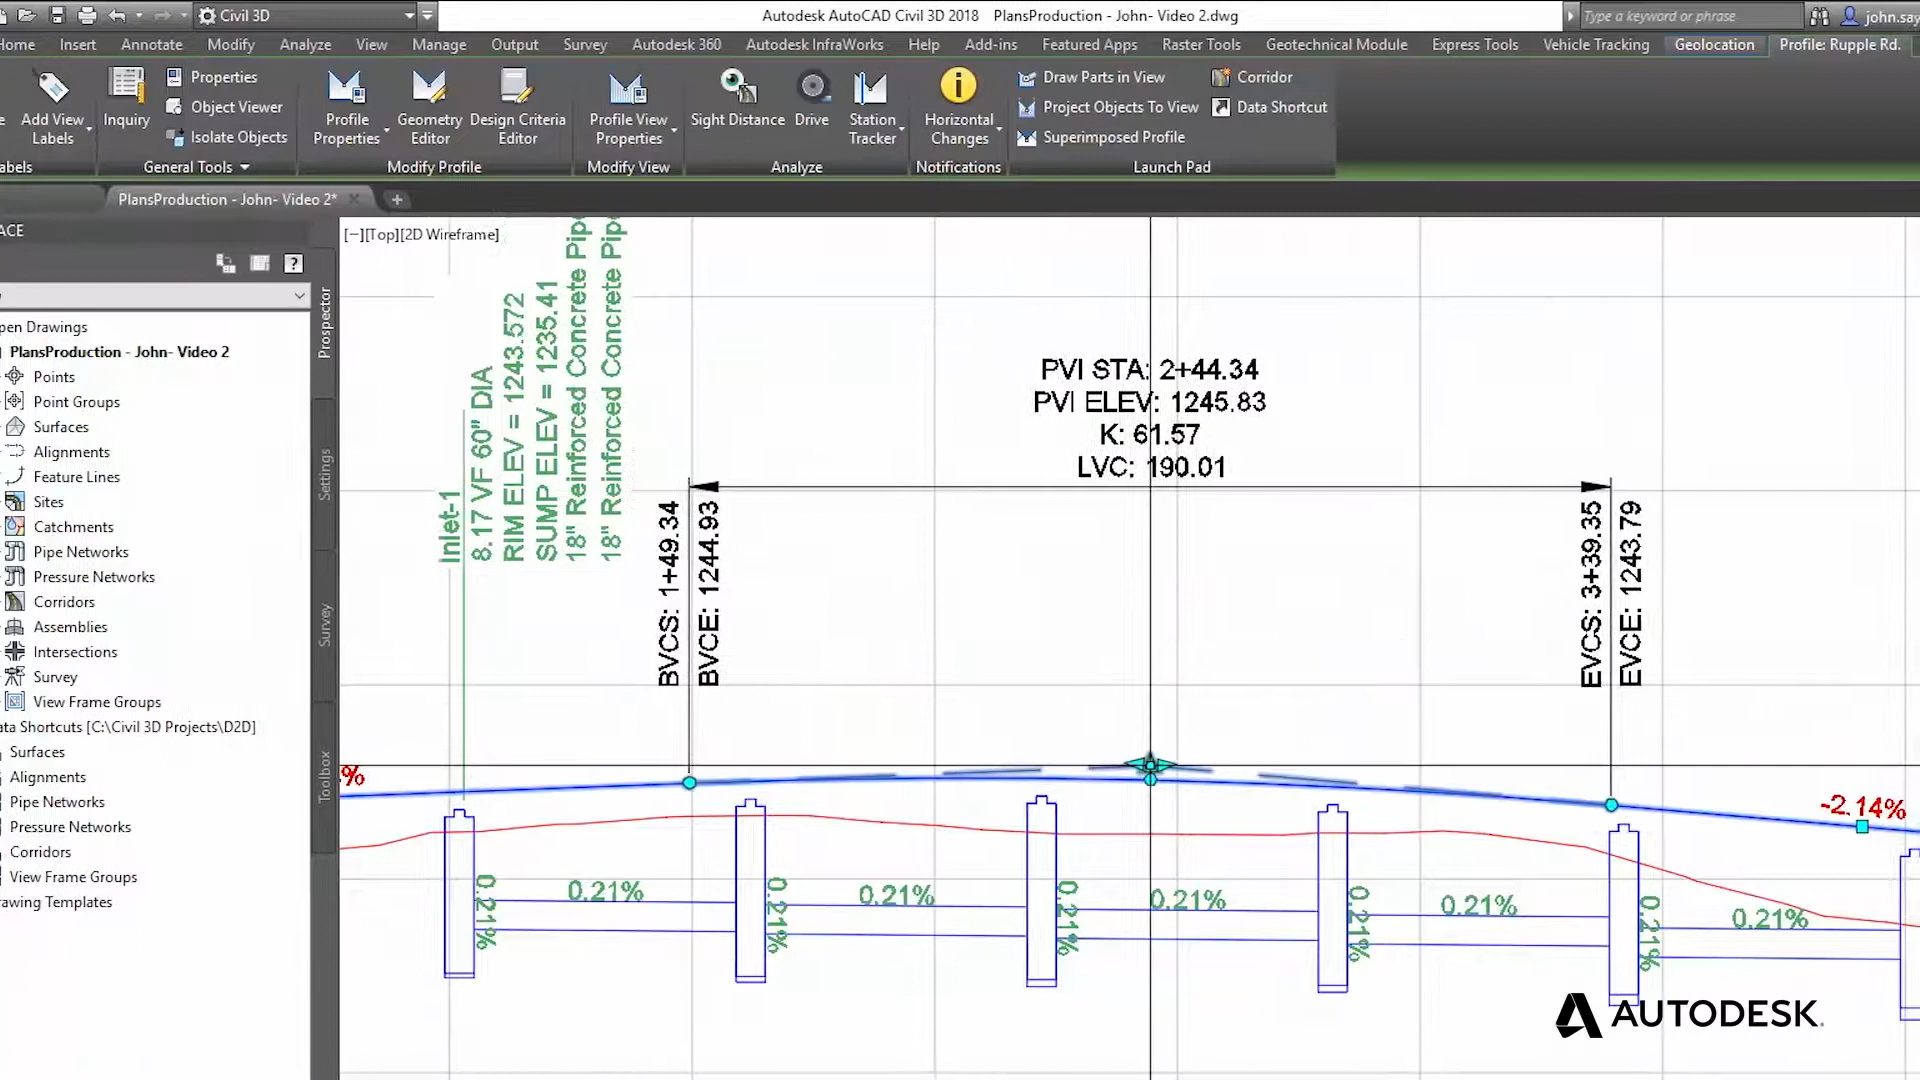 Civil 3D
Autodesk AutoCAD Civil 3D 2018 PlansProduction - John- Video 2.dwg
Type a keyword or phrase
john.say
Home Insert Annotate Modify Analyze View Manage Output Survey Autodesk 360 Autodesk InfraWorks Help Add-ins Featured Apps Raster Tools Geotechnical Module Express Tools Vehicle Tracking Geolocation Profile: Rupple Rd.
Add View Labels
Inquiry
Properties
Object Viewer
Isolate Objects
Profile Properties
Geometry Editor
Design Criteria Editor
Profile View Properties
Sight Distance
Drive
Station Tracker
Horizontal Changes
Draw Parts in View
Project Objects To View
Superimposed Profile
Corridor
Data Shortcut
abels
General Tools
Modify Profile
Modify View
Analyze
Notifications
Launch Pad
PlansProduction - John- Video 2*
ACE
?
pen Drawings
PlansProduction - John- Video 2
Points
Point Groups
Surfaces
Alignments
Feature Lines
Sites
Catchments
Pipe Networks
Pressure Networks
Corridors
Assemblies
Intersections
Survey
View Frame Groups
ata Shortcuts [C:\Civil 3D Projects\D2D]
Surfaces
Alignments
Pipe Networks
Pressure Networks
Corridors
View Frame Groups
rawing Templates
Prospector
Settings
Survey
Toolbox
[−][Top][2D Wireframe]
Inlet-1
8.17 VF 60" DIA
RIM ELEV = 1243.572
SUMP ELEV = 1235.41
18" Reinforced Concrete Pipe
18" Reinforced Concrete Pipe
PVI STA: 2+44.34
PVI ELEV: 1245.83
K: 61.57
LVC: 190.01
BVCS: 1+49.34
BVCE: 1244.93
EVCS: 3+39.35
EVCE: 1243.79
%
-2.14%
0.21%
0.21%
0.21%
0.21%
0.21%
0.21%
0.21%
0.21%
0.21%
0.21%
AUTODESK.